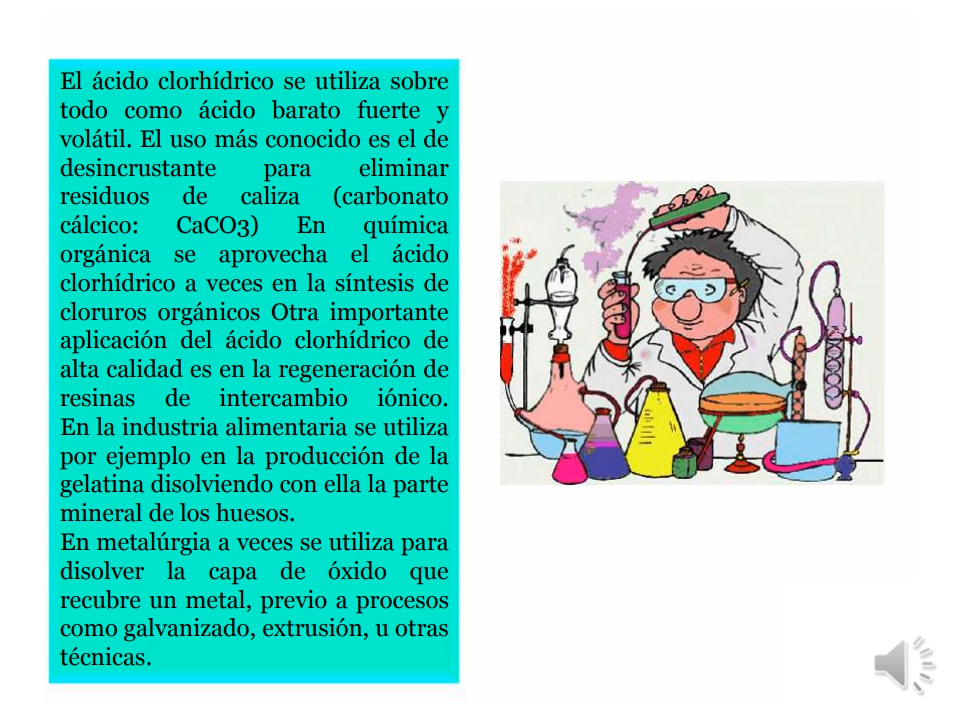 El ácido clorhídrico se utiliza sobre
todo como ácido barato fuerte y
volátil. El uso más conocido es el de
desincrustante para eliminar
residuos de caliza (carbonato
cálcico: CaCO3) En química
orgánica se aprovecha el ácido
clorhídrico a veces en la síntesis de
cloruros orgánicos Otra importante
aplicación del ácido clorhídrico de
alta calidad es en la regeneración de
resinas de intercambio iónico.
En la industria alimentaria se utiliza
por ejemplo en la producción de la
gelatina disolviendo con ella la parte
mineral de los huesos.
En metalúrgia a veces se utiliza para
disolver la capa de óxido que
recubre un metal, previo a procesos
como galvanizado, extrusión, u otras
técnicas.